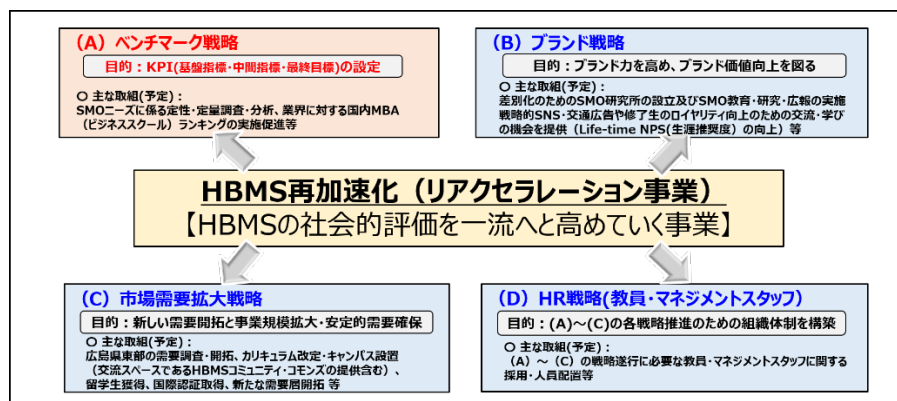 (A) ベンチマーク戦略
目的:KPI(基盤指標・中間指標・最終目標)の設定
〇 主な取組(予定):
SMOニーズに係る定性・定量調査・分析、業界に対する国内MBA
(ビジネススクール)ランキングの実施促進等
(B) ブランド戦略
目的:ブランド力を高め、ブランド価値向上を図る
〇 主な取組(予定):
差別化のためのSMO研究所の設立及びSMO教育・研究・広報の実施
戦略的SNS・交通広告や修了生のロイヤリティ向上のための交流・学び
の機会を提供(Life-time NPS(生涯推奨度)の向上)等
HBMS再加速化(リアクセラレーション事業)
【HBMSの社会的評価を一流へと高めていく事業】
(C) 市場需要拡大戦略
目的:新しい需要開拓と事業規模拡大・安定的需要確保
〇 主な取組(予定):
広島県東部の需要調査・開拓、カリキュラム改定・キャンパス設置
(交流スペースであるHBMSコミュニティ・コモンズの提供含む)、
留学生獲得、国際認証取得、新たな需要層開拓 等
(D) HR戦略(教員・マネジメントスタッフ)
目的:(A)~(C)の各戦略推進のための組織体制を構築
〇 主な取組(予定):
(A)~(C)の戦略遂行に必要な教員・マネジメントスタッフに関する
採用・人員配置等